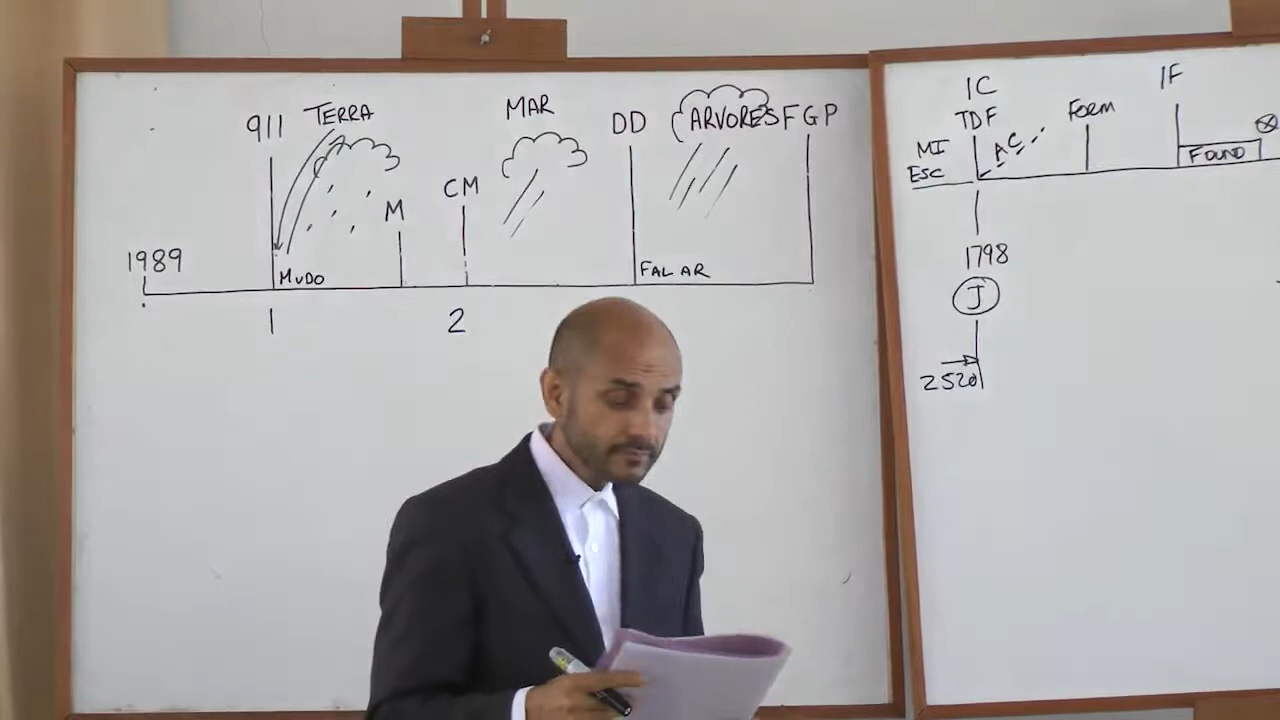 911 TERRA MAR DD ARVORES FGP
M CM
1989
MUDO FALAR
1 2
IC IF
TDF FORM
MI AC
ESC FOUND
1798
J
2520